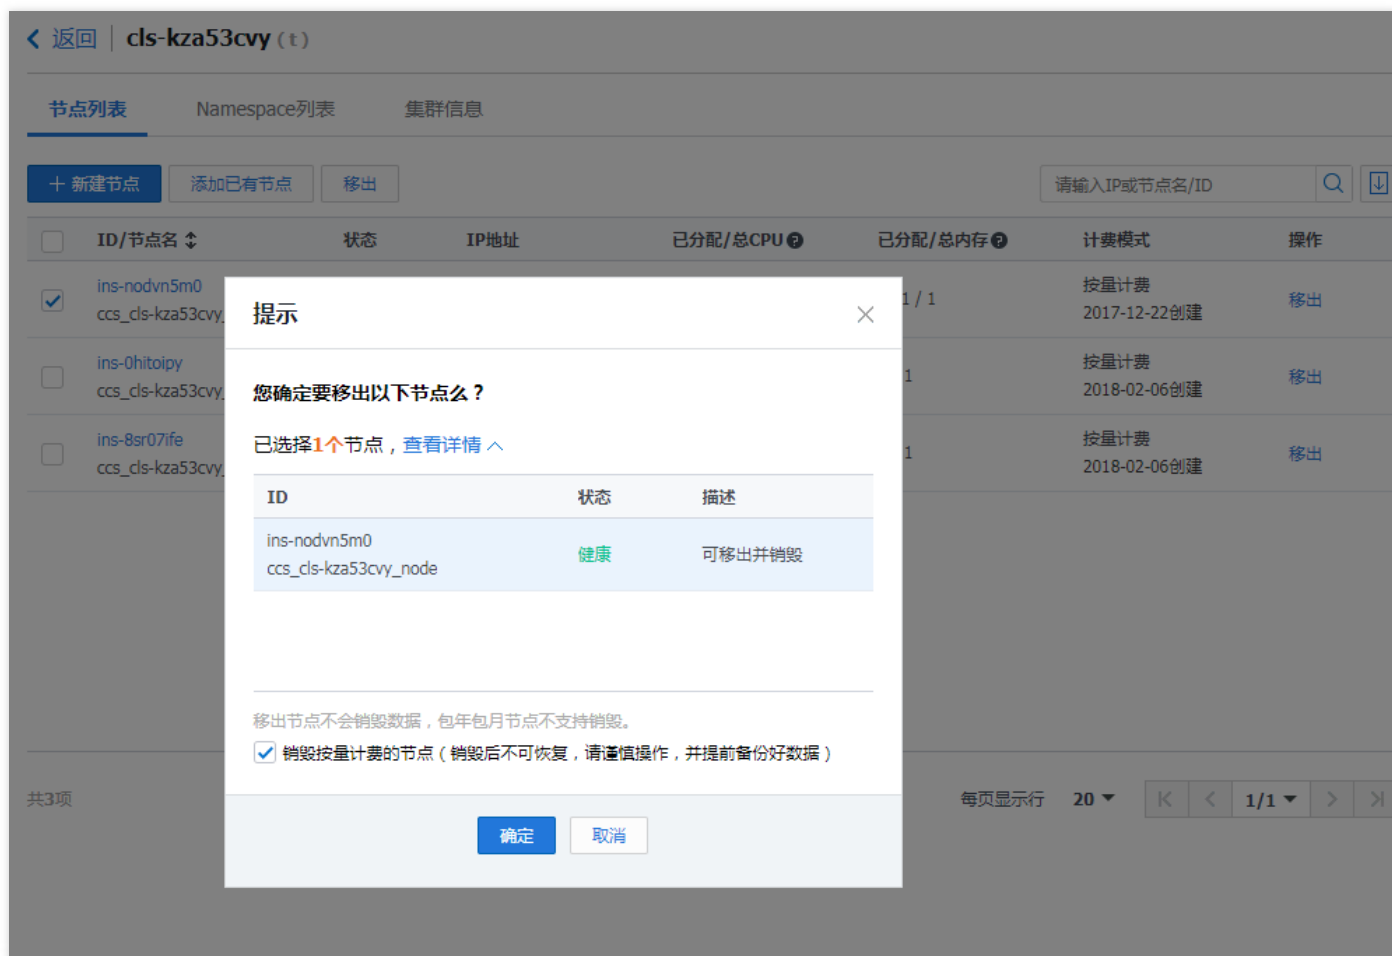 返回 cls-kza53cvy ( t )
节点列表 Namespace列表 集群信息
新建节点 添加已有节点 移出 请输入IP或节点名/ID
ID/节点名 状态 IP地址 已分配/总CPU 已分配/总内存 计费模式 操作
ins-nodvn5m0 1 / 1 按量计费
ccs_cls-kza53cvy_ 2017-12-22创建 移出
ins-0hitoipy 1 按量计费
ccs_cls-kza53cvy_ 2018-02-06创建 移出
ins-8sr07ife 1 按量计费
ccs_cls-kza53cvy_ 2018-02-06创建 移出
提示
您确定要移出以下节点么？
已选择1个节点，查看详情
ID 状态 描述
ins-nodvn5m0
ccs_cls-kza53cvy_node 健康 可移出并销毁
移出节点不会销毁数据，包年包月节点不支持销毁。
销毁按量计费的节点（销毁后不可恢复，请谨慎操作，并提前备份好数据）
确定 取消
共3项 每页显示行 20 1/1